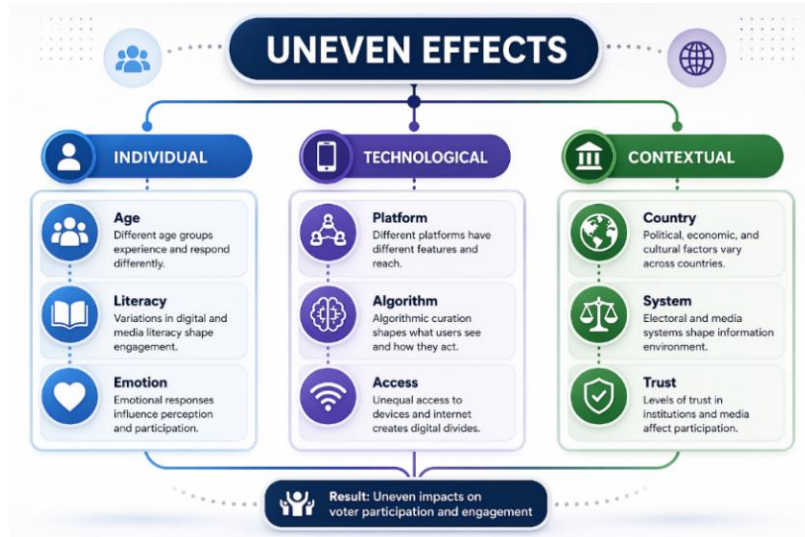 UNEVEN EFFECTS
INDIVIDUAL
Age
Different age groups
experience and respond
differently.
Literacy
Variations in digital and
media literacy shape
engagement.
Emotion
Emotional responses
influence perception
and participation.
TECHNOLOGICAL
Platform
Different platforms have
different features and
reach.
Algorithm
Algorithmic curation
shapes what users see
and how they act.
Access
Unequal access to
devices and internet
creates digital divides.
CONTEXTUAL
Country
Political, economic, and
cultural factors vary
across countries.
System
Electoral and media
systems shape information
environment.
Trust
Levels of trust in
institutions and media
affect participation.
Result: Uneven impacts on
voter participation and engagement